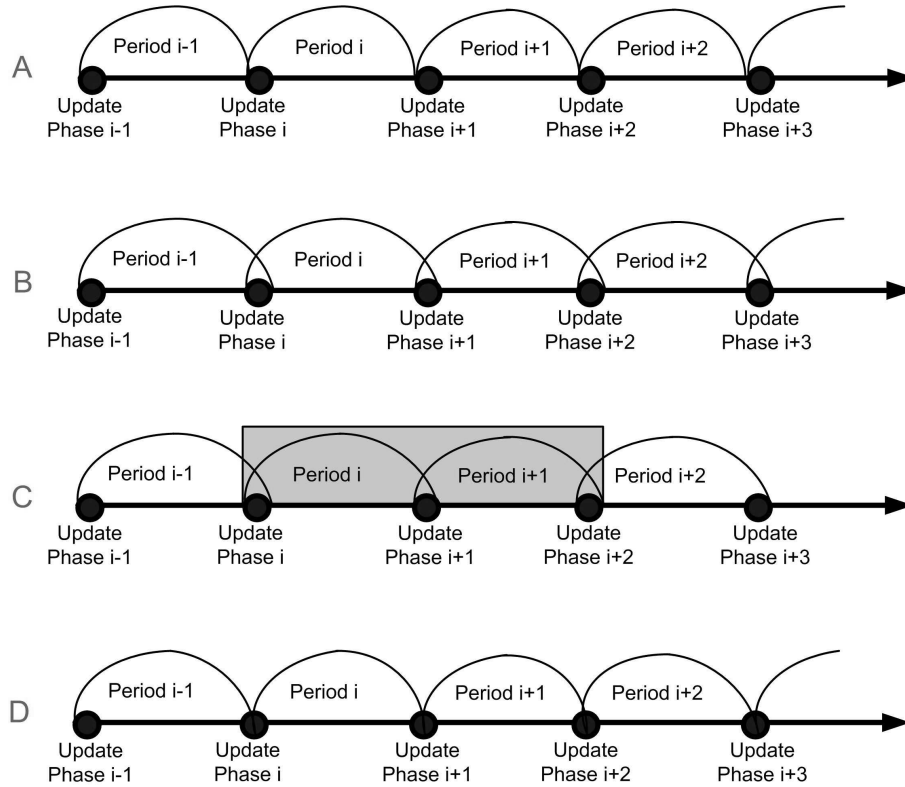 A
Period i-1
Period i
Period i+1
Period i+2
Update
Phase i-1
Update
Phase i
Update
Phase i+1
Update
Phase i+2
Update
Phase i+3
B
Period i-1
Period i
Period i+1
Period i+2
Update
Phase i-1
Update
Phase i
Update
Phase i+1
Update
Phase i+2
Update
Phase i+3
C
Period i-1
Period i
Period i+1
Period i+2
Update
Phase i-1
Update
Phase i
Update
Phase i+1
Update
Phase i+2
Update
Phase i+3
D
Period i-1
Period i
Period i+1
Period i+2
Update
Phase i-1
Update
Phase i
Update
Phase i+1
Update
Phase i+2
Update
Phase i+3